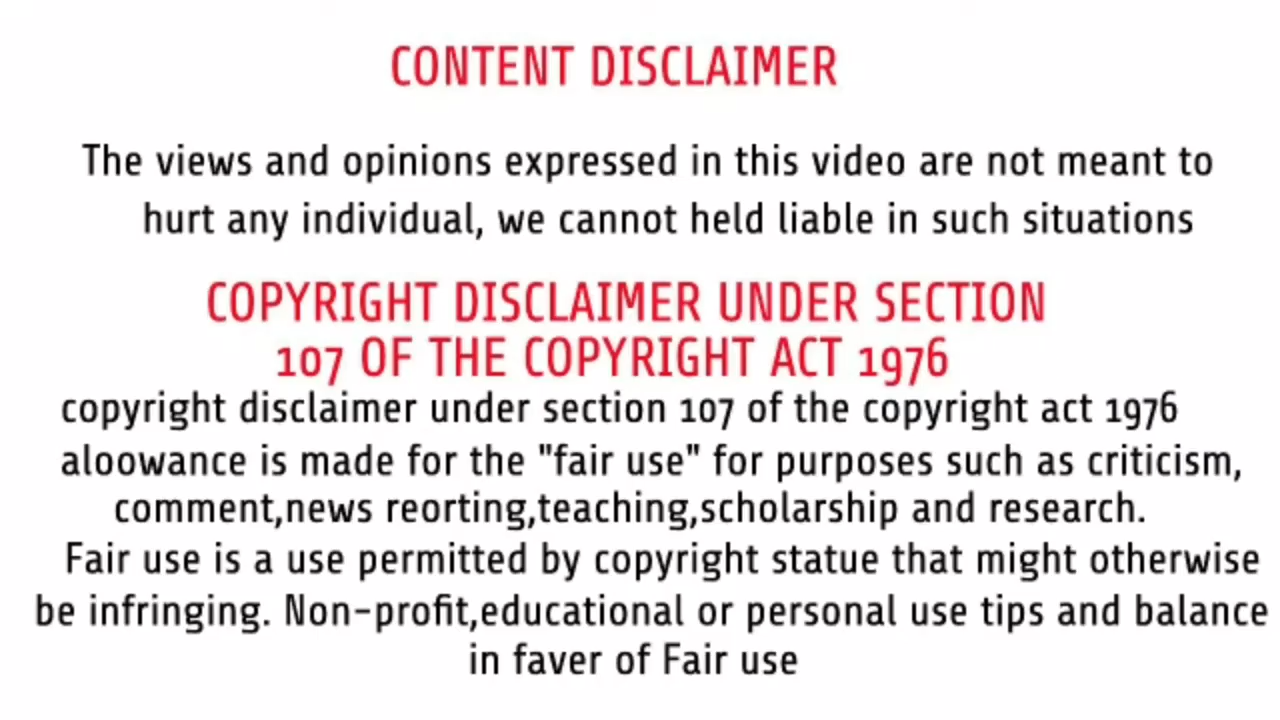 CONTENT DISCLAIMER
The views and opinions expressed in this video are not meant to
hurt any individual, we cannot held liable in such situations
COPYRIGHT DISCLAIMER UNDER SECTION
107 OF THE COPYRIGHT ACT 1976
copyright disclaimer under section 107 of the copyright act 1976
aloowance is made for the "fair use" for purposes such as criticism,
comment,news reorting,teaching,scholarship and research.
Fair use is a use permitted by copyright statue that might otherwise
be infringing. Non-profit,educational or personal use tips and balance
in faver of Fair use